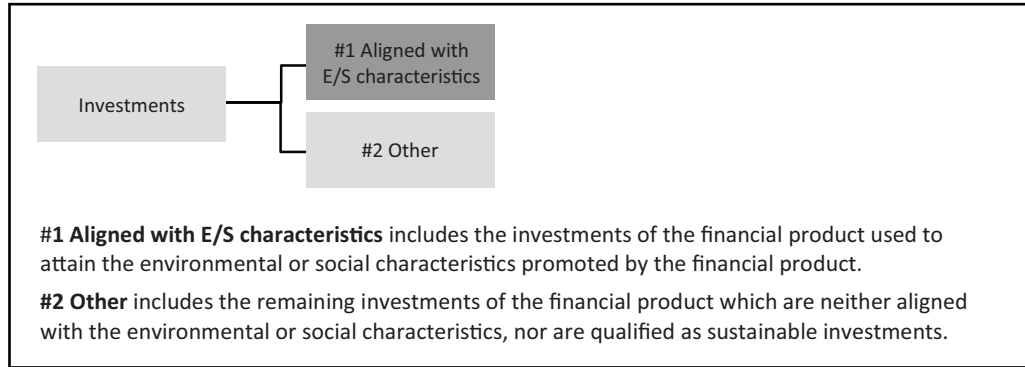 #1 Aligned with
E/S characteristics
Investments
#2 Other
#1 Aligned with E/S characteristics includes the investments of the financial product used to
attain the environmental or social characteristics promoted by the financial product.
#2 Other includes the remaining investments of the financial product which are neither aligned
with the environmental or social characteristics, nor are qualified as sustainable investments.